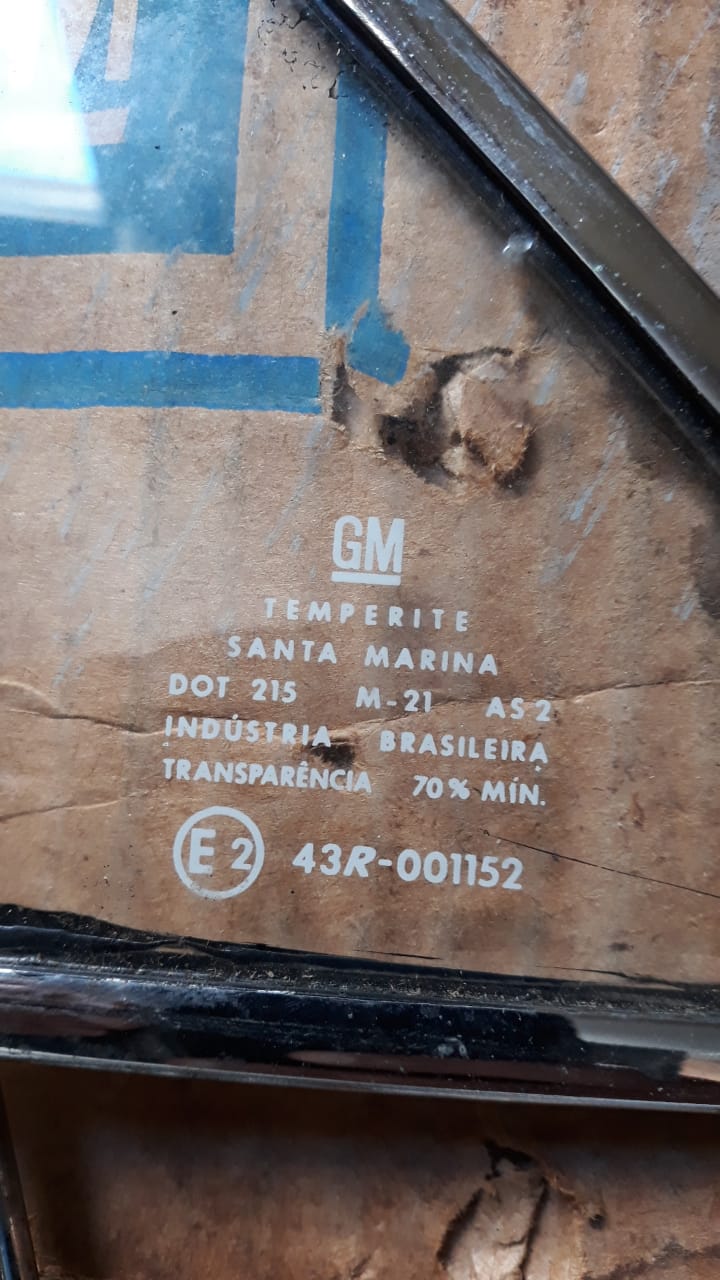 GM
TEMPERITE
SANTA MARINA
DOT 215 M-21 AS2
INDÚSTRIA BRASILEIRA
TRANSPARÊNCIA 70% MÍN.
E2 43R-001152